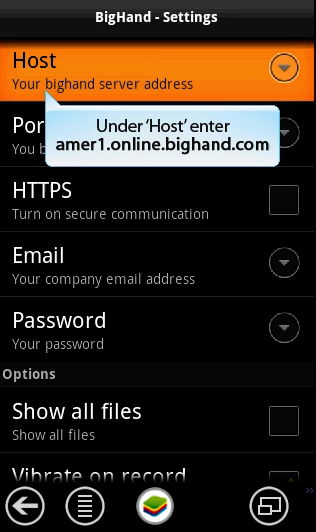 BigHand - Settings
Host
Your bighand server address
Under ‘Host’ enter
amer1.online.bighand.com
Por
You b
HTTPS
Turn on secure communication
Email
Your company email address
Password
Your password
Options
Show all files
Show all files
Vibrate on record